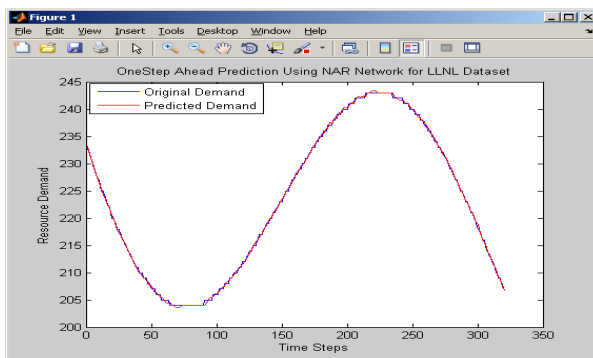 Figure 1
File Edit View Insert Tools Desktop Window Help
OneStep Ahead Prediction Using NAR Network for LLNL Dataset
Original Demand
Predicted Demand
Resource Demand
245
240
235
230
225
220
215
210
205
200
0 50 100 150 200 250 300 350
Time Steps